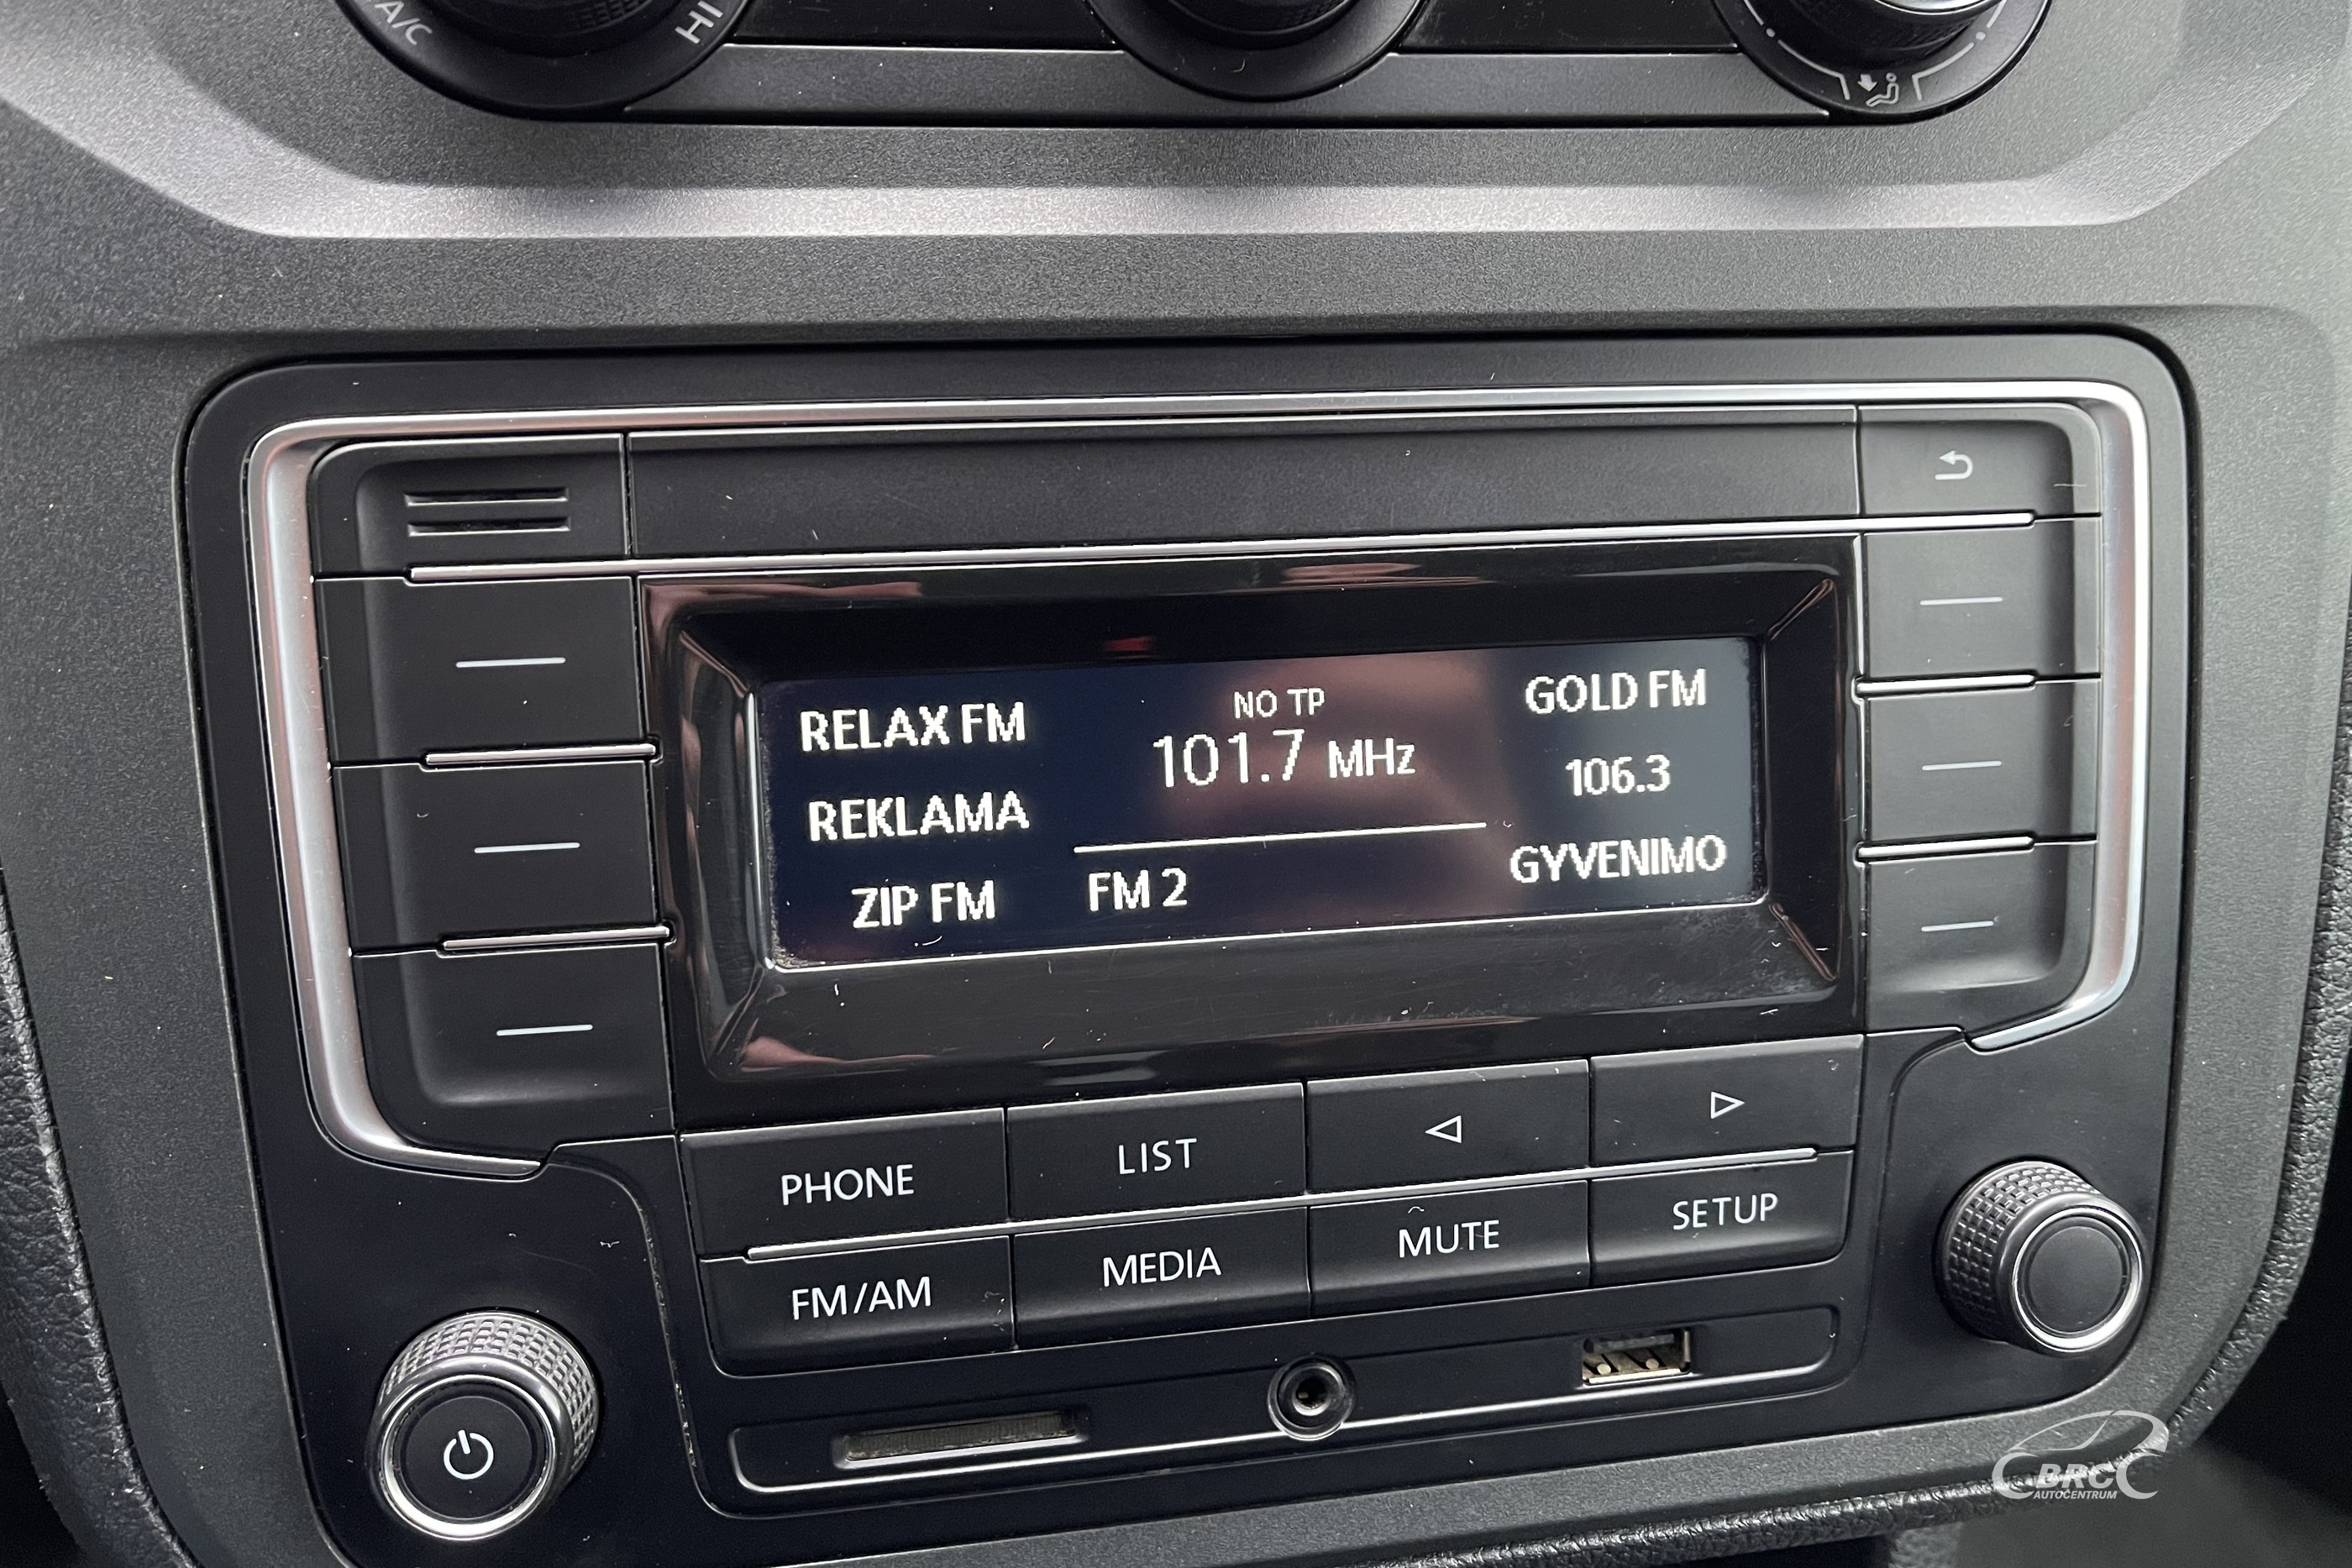 A/C
HI
RELAX FM
NO TP
GOLD FM
101.7 MHz
106.3
REKLAMA
GYVENIMO
ZIP FM
FM 2
PHONE
LIST
FM/AM
MEDIA
MUTE
SETUP
BRC
AUTOCENTRUM